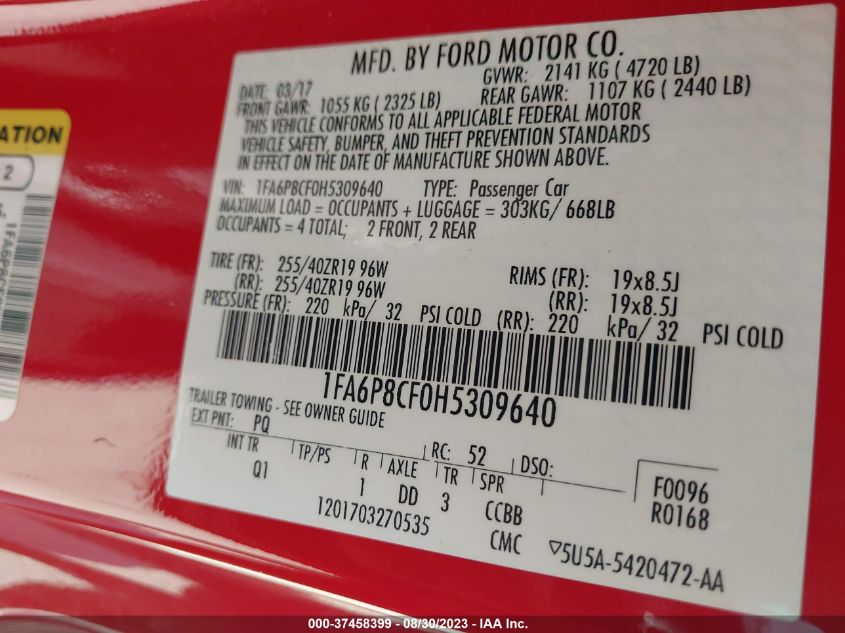 MFD. BY FORD MOTOR CO.
DATE: 03/17 GVWR: 2141 KG ( 4720 LB)
FRONT GAWR: 1055 KG ( 2325 LB) REAR GAWR: 1107 KG ( 2440 LB)
THIS VEHICLE CONFORMS TO ALL APPLICABLE FEDERAL MOTOR
VEHICLE SAFETY, BUMPER, AND THEFT PREVENTION STANDARDS
IN EFFECT ON THE DATE OF MANUFACTURE SHOWN ABOVE.
VIN: 1FA6P8CF0H5309640 TYPE: Passenger Car
MAXIMUM LOAD = OCCUPANTS + LUGGAGE = 303KG/ 668LB
OCCUPANTS = 4 TOTAL; 2 FRONT, 2 REAR
TIRE (FR): 255/40ZR19 96W RIMS (FR): 19x8.5J
(RR): 255/40ZR19 96W (RR): 19x8.5J
PRESSURE (FR): 220 kPa/ 32 PSI COLD (RR): 220 kPa/ 32 PSI COLD
1FA6P8CF0H5309640
TRAILER TOWING - SEE OWNER GUIDE
EXT PNT: PQ RC: 52 DSO:
INT TR TP/PS R AXLE TR SPR F0096
Q1 1 DD 3 CCBB R0168
1201703270535 CMC ▽5U5A-5420472-AA
ATION
2
000-37458399 - 08/30/2023 - IAA Inc.